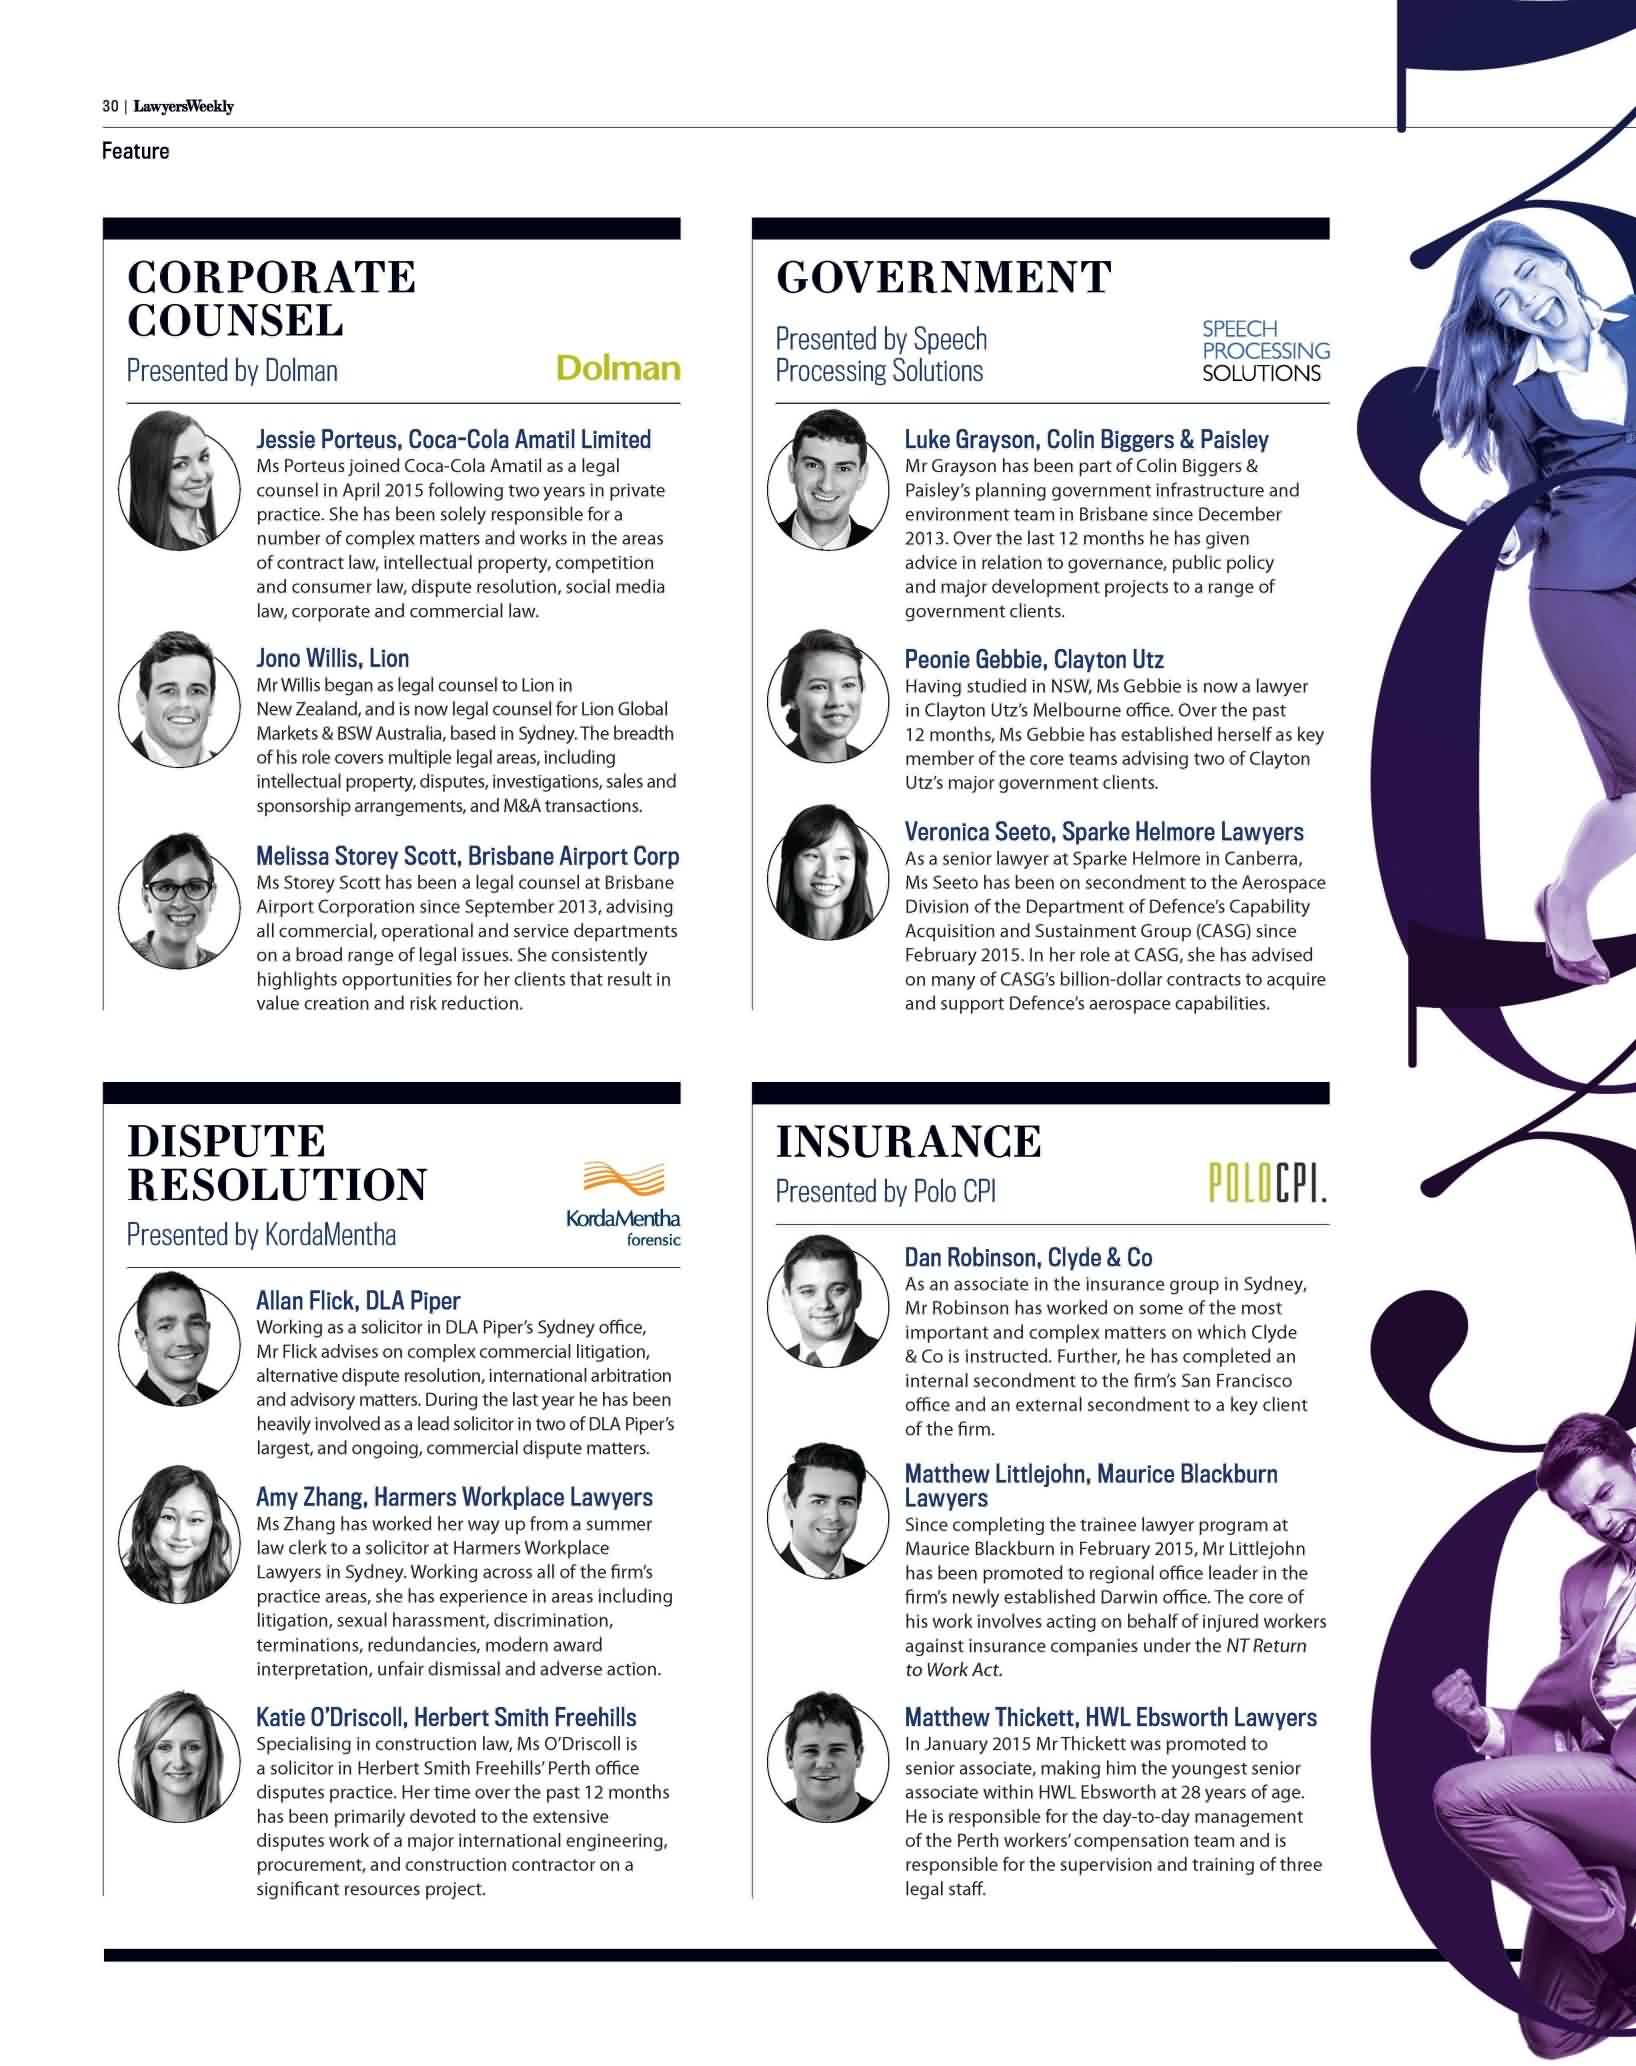 30 | LawyersWeekly
Feature
CORPORATE
COUNSEL
Presented by Dolman
Dolman
Jessie Porteus, Coca-Cola Amatil Limited
Ms Porteus joined Coca-Cola Amatil as a legal
counsel in April 2015 following two years in private
practice. She has been solely responsible for a
number of complex matters and works in the areas
of contract law, intellectual property, competition
and consumer law, dispute resolution, social media
law, corporate and commercial law.
Jono Willis, Lion
Mr Willis began as legal counsel to Lion in
New Zealand, and is now legal counsel for Lion Global
Markets & BSW Australia, based in Sydney. The breadth
of his role covers multiple legal areas, including
intellectual property, disputes, investigations, sales and
sponsorship arrangements, and M&A transactions.
Melissa Storey Scott, Brisbane Airport Corp
Ms Storey Scott has been a legal counsel at Brisbane
Airport Corporation since September 2013, advising
all commercial, operational and service departments
on a broad range of legal issues. She consistently
highlights opportunities for her clients that result in
value creation and risk reduction.
GOVERNMENT
Presented by Speech
Processing Solutions
SPEECH
PROCESSING
SOLUTIONS
Luke Grayson, Colin Biggers & Paisley
Mr Grayson has been part of Colin Biggers &
Paisley's planning government infrastructure and
environment team in Brisbane since December
2013. Over the last 12 months he has given
advice in relation to governance, public policy
and major development projects to a range of
government clients.
Peonie Gebbie, Clayton Utz
Having studied in NSW, Ms Gebbie is now a lawyer
in Clayton Utz's Melbourne office. Over the past
12 months, Ms Gebbie has established herself as key
member of the core teams advising two of Clayton
Utz's major government clients.
Veronica Seeto, Sparke Helmore Lawyers
As a senior lawyer at Sparke Helmore in Canberra,
Ms Seeto has been on secondment to the Aerospace
Division of the Department of Defence's Capability
Acquisition and Sustainment Group (CASG) since
February 2015. In her role at CASG, she has advised
on many of CASG's billion-dollar contracts to acquire
and support Defence's aerospace capabilities.
DISPUTE
RESOLUTION
Presented by KordaMentha
KordaMentha
forensic
Allan Flick, DLA Piper
Working as a solicitor in DLA Piper's Sydney office,
Mr Flick advises on complex commercial litigation,
alternative dispute resolution, international arbitration
and advisory matters. During the last year he has been
heavily involved as a lead solicitor in two of DLA Piper's
largest, and ongoing, commercial dispute matters.
Amy Zhang, Harmers Workplace Lawyers
Ms Zhang has worked her way up from a summer
law clerk to a solicitor at Harmers Workplace
Lawyers in Sydney. Working across all of the firm's
practice areas, she has experience in areas including
litigation, sexual harassment, discrimination,
terminations, redundancies, modern award
interpretation, unfair dismissal and adverse action.
Katie O'Driscoll, Herbert Smith Freehills
Specialising in construction law, Ms O'Driscoll is
a solicitor in Herbert Smith Freehills' Perth office
disputes practice. Her time over the past 12 months
has been primarily devoted to the extensive
disputes work of a major international engineering,
procurement, and construction contractor on a
significant resources project.
INSURANCE
Presented by Polo CPI
POLOCPI.
Dan Robinson, Clyde & Co
As an associate in the insurance group in Sydney,
Mr Robinson has worked on some of the most
important and complex matters on which Clyde
& Co is instructed. Further, he has completed an
internal secondment to the firm's San Francisco
office and an external secondment to a key client
of the firm.
Matthew Littlejohn, Maurice Blackburn
Lawyers
Since completing the trainee lawyer program at
Maurice Blackburn in February 2015, Mr Littlejohn
has been promoted to regional office leader in the
firm's newly established Darwin office. The core of
his work involves acting on behalf of injured workers
against insurance companies under the NT Return
to Work Act.
Matthew Thickett, HWL Ebsworth Lawyers
In January 2015 Mr Thickett was promoted to
senior associate, making him the youngest senior
associate within HWL Ebsworth at 28 years of age.
He is responsible for the day-to-day management
of the Perth workers' compensation team and is
responsible for the supervision and training of three
legal staff.